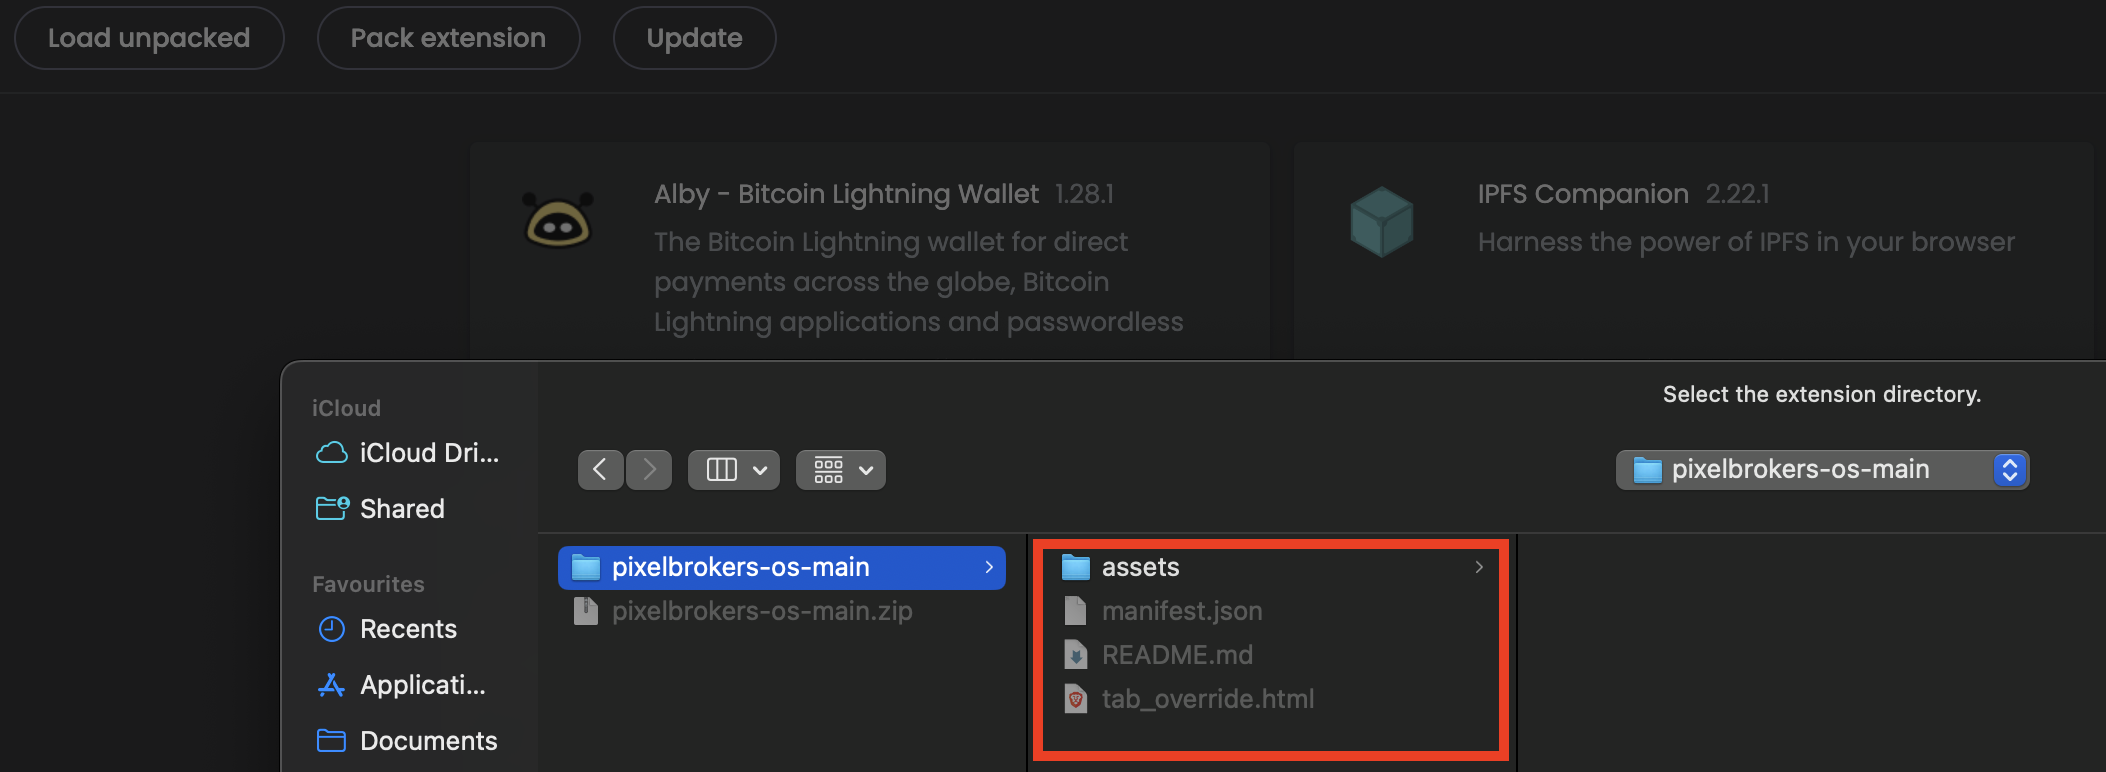 Load unpacked
Pack extension
Update
Alby - Bitcoin Lightning Wallet 1.28.1
The Bitcoin Lightning wallet for direct
payments across the globe, Bitcoin
Lightning applications and passwordless
IPFS Companion 2.22.1
Harness the power of IPFS in your browser
Select the extension directory.
iCloud
iCloud Dri...
Shared
Favourites
Recents
Applicati...
Documents
pixelbrokers-os-main
pixelbrokers-os-main
pixelbrokers-os-main.zip
assets
manifest.json
README.md
tab_override.html